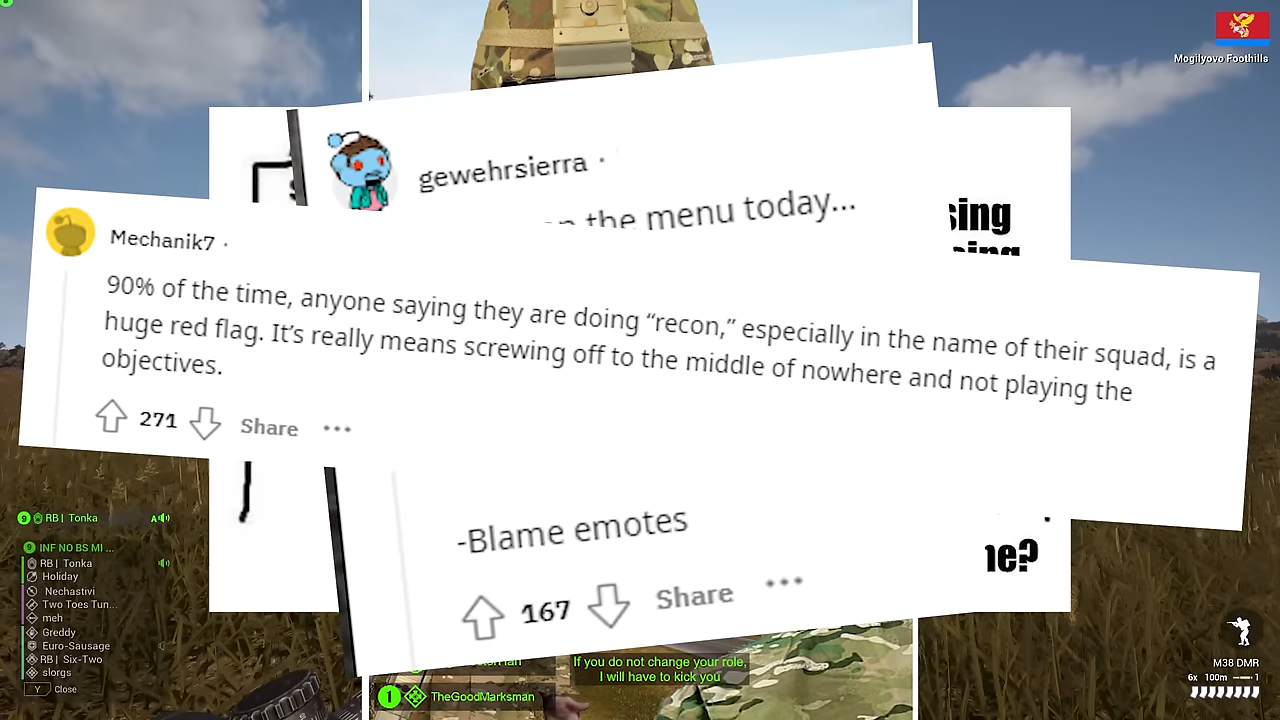 Mogilyovo Foothills
gewehrsierra ·
the menu today...
sing
Mechanik7 ·
90% of the time, anyone saying they are doing “recon,” especially in the name of their squad, is a
huge red flag. It’s really means screwing off to the middle of nowhere and not playing the
objectives.
271 Share ...
-Blame emotes
167 Share ...
?
9 RB| Tonka A
9 INF NO BS MI ...
RB| Tonka
Holiday
Nechastivi
Two Toes Tun...
meh
Greddy
Euro-Sausage
RB| Six-Two
slorgs
Y Close
If you do not change your role,
I will have to kick you
1 TheGoodMarksman
M38 DMR
6x 100m 1